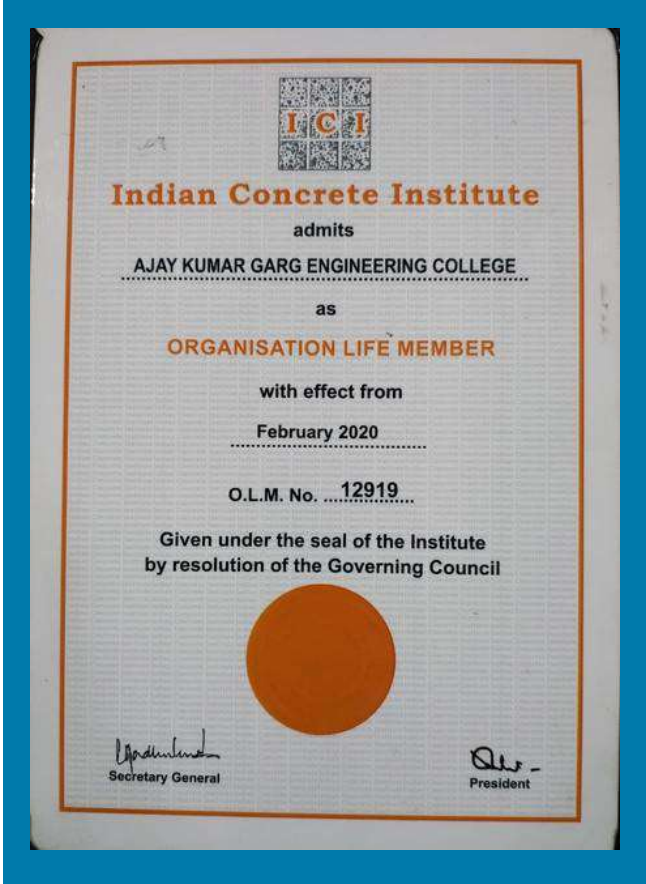 ICI
Indian Concrete Institute
admits
AJAY KUMAR GARG ENGINEERING COLLEGE
as
ORGANISATION LIFE MEMBER
with effect from
February 2020
O.L.M. No. ....12919....
Given under the seal of the Institute
by resolution of the Governing Council
Secretary General
President